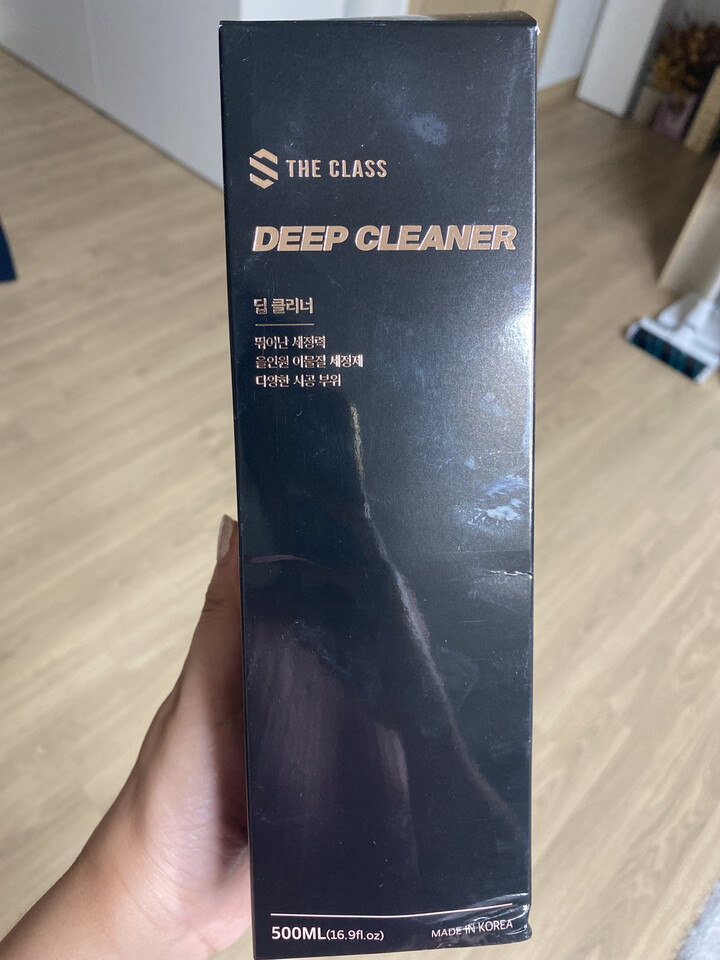 THE CLASS
DEEP CLEANER
딥 클리너
뛰어난 세정력
올인원 이물질 세정제
다양한 시공 부위
500ML(16.9fl.oz)
MADE IN KOREA